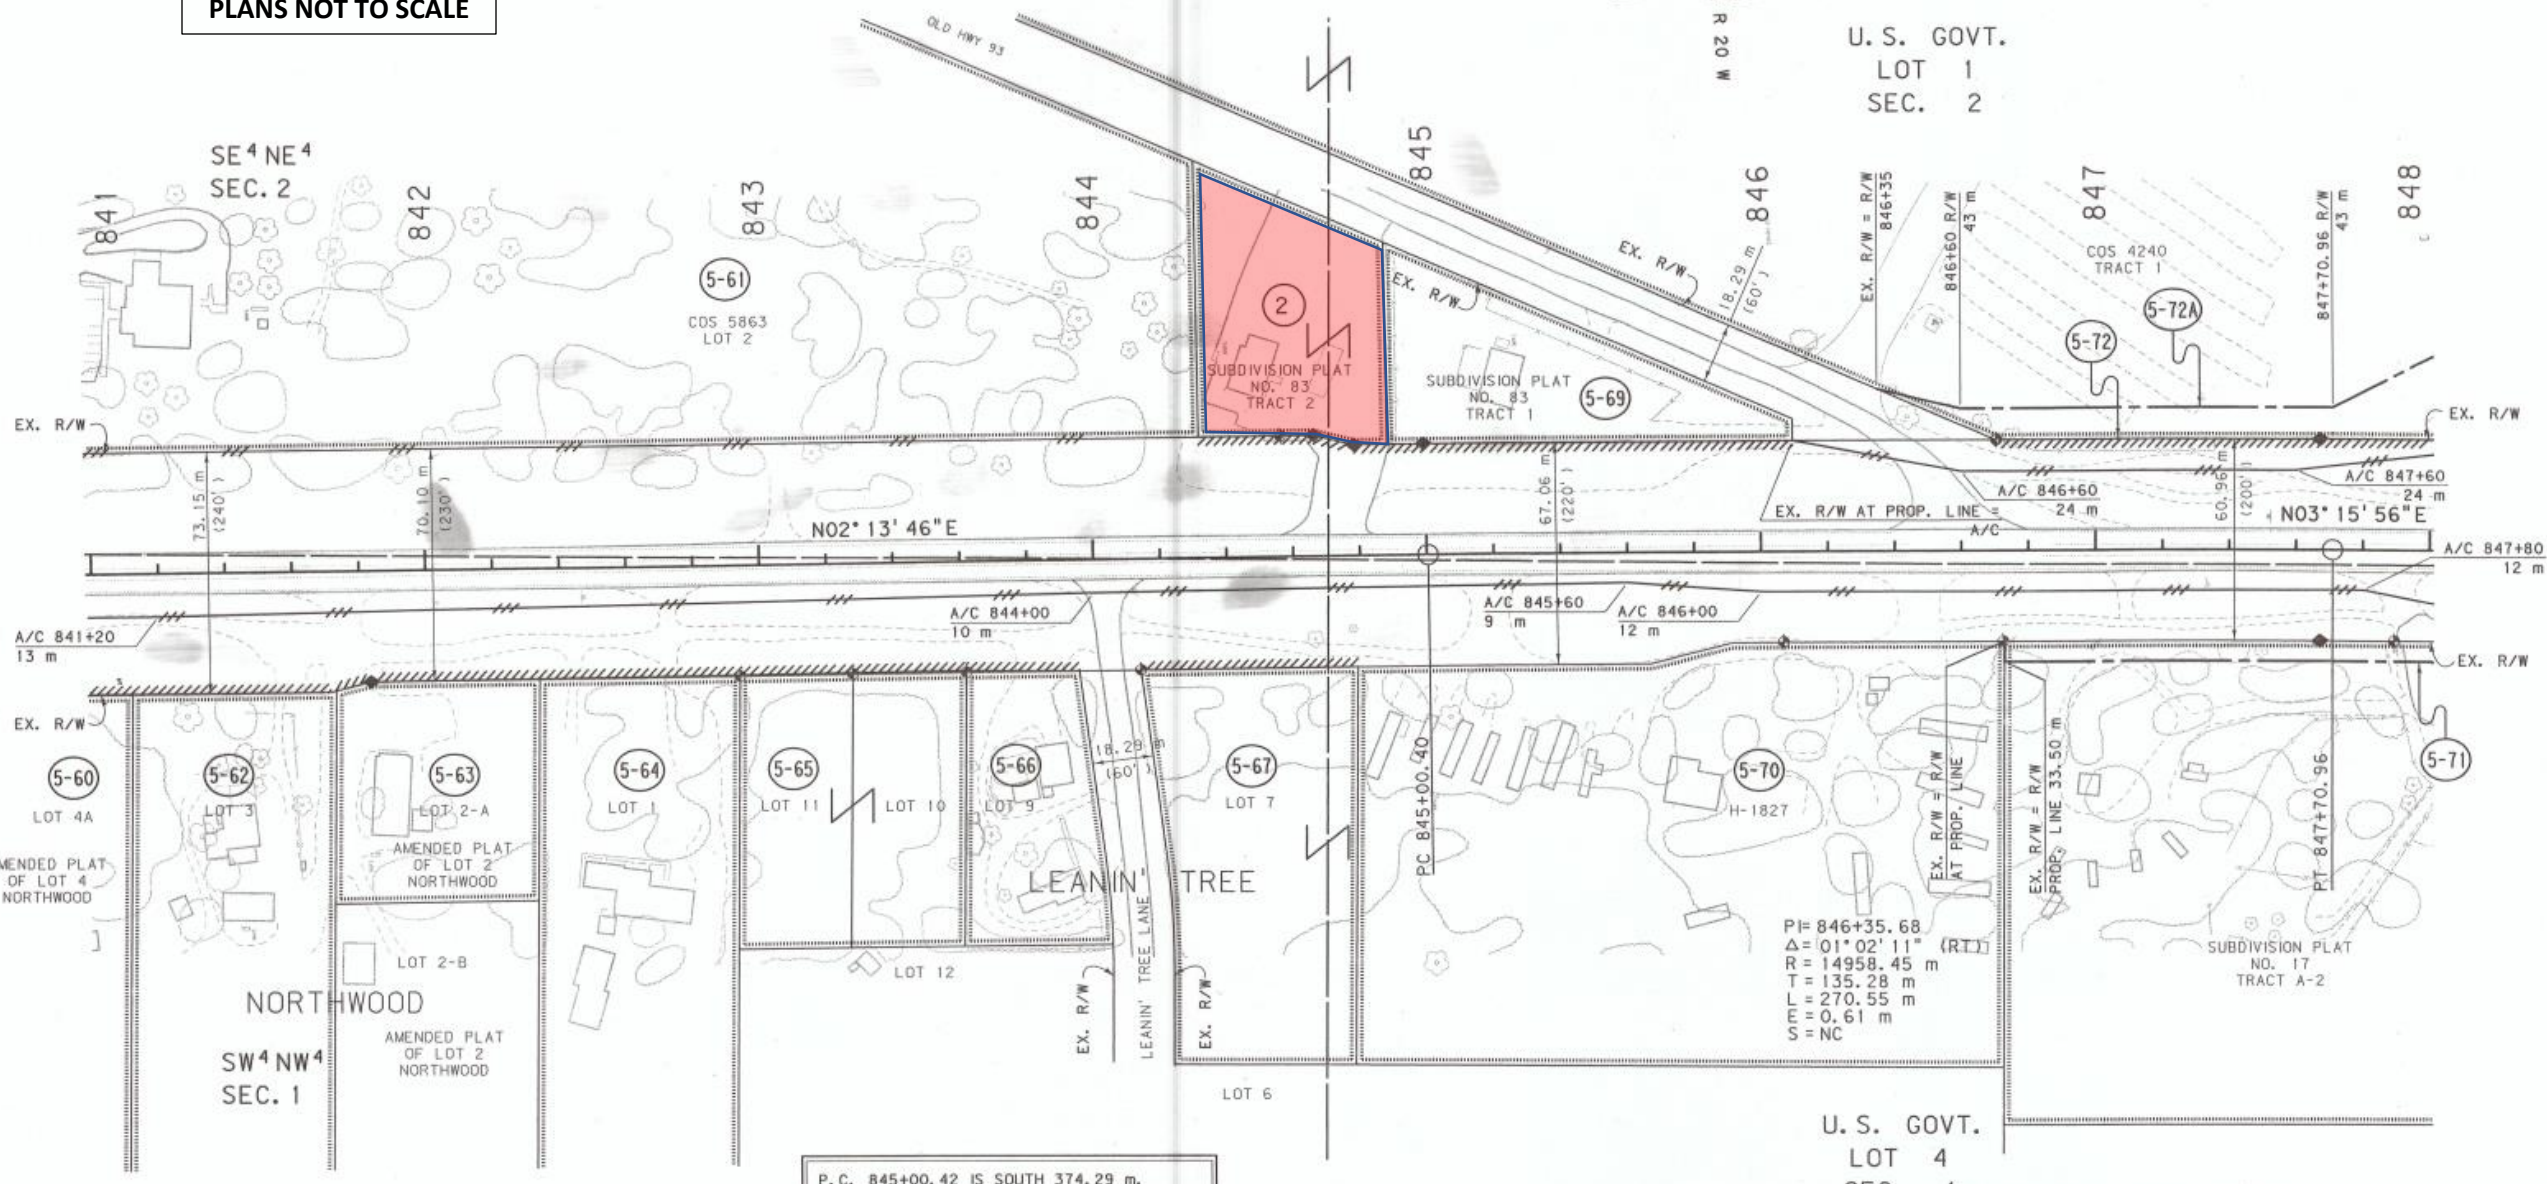 PLANS NOT TO SCALE
OLD HWY 93
R 20 W
U. S. GOVT.
LOT 1
SEC. 2
SE⁴ NE⁴
SEC. 2
841
842
843
844
845
846
847
848
5-61
COS 5863
LOT 2
2
SUBDIVISION PLAT
NO. 83
TRACT 2
EX. R/W
SUBDIVISION PLAT
NO. 83
TRACT 1
5-69
EX. R/W
18.29 m
(60')
EX. R/W = R/W
846+35
846+60 R/W
43 m
COS 4240
TRACT 1
5-72
5-72A
847+70.96 R/W
43 m
EX. R/W
EX. R/W
73.15 m
(240')
70.10 m
(230')
N02° 13' 46"E
67.06 m
(220')
EX. R/W AT PROP. LINE =
A/C
A/C 846+60
24 m
60.96 m
(200')
A/C 847+60
24 m
N03° 15' 56"E
A/C 847+80
12 m
A/C 841+20
13 m
A/C 844+00
10 m
A/C 845+60
9 m
A/C 846+00
12 m
EX. R/W
EX. R/W
5-60
LOT 4A
MENDED PLAT
OF LOT 4
NORTHWOOD
5-62
LOT 3
5-63
LOT 2-A
AMENDED PLAT
OF LOT 2
NORTHWOOD
5-64
LOT 1
5-65
LOT 11
LOT 10
5-66
LOT 9
18.29 m
(60')
5-67
LOT 7
PC 845+00.40
5-70
H-1827
EX. R/W = R/W
AT PROP. LINE
EX. R/W = R/W
PROP. LINE 33.50 m
PT 847+70.96
5-71
LEANIN' TREE
LEANIN' TREE LANE
EX. R/W
EX. R/W
LOT 2-B
LOT 12
NORTHWOOD
AMENDED PLAT
OF LOT 2
NORTHWOOD
SW⁴ NW⁴
SEC. 1
LOT 6
PI= 846+35.68
Δ= 01° 02' 11" (RT)
R = 14958.45 m
T = 135.28 m
L = 270.55 m
E = 0.61 m
S = NC
SUBDIVISION PLAT
NO. 17
TRACT A-2
U. S. GOVT.
LOT 4
P.C. 845+00.42 IS SOUTH 374.29 m.